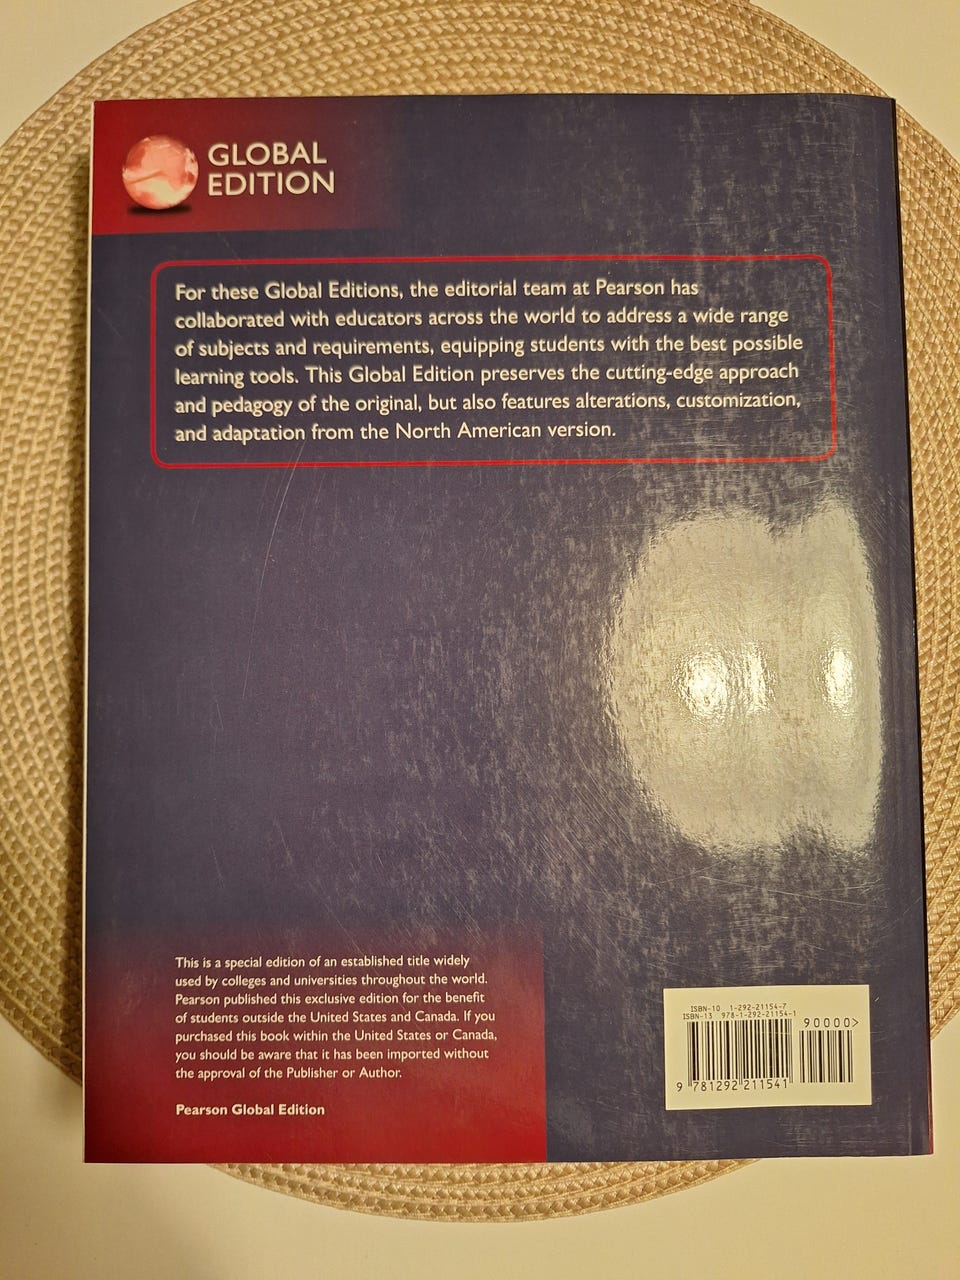 GLOBAL
EDITION
For these Global Editions, the editorial team at Pearson has
collaborated with educators across the world to address a wide range
of subjects and requirements, equipping students with the best possible
learning tools. This Global Edition preserves the cutting-edge approach
and pedagogy of the original, but also features alterations, customization,
and adaptation from the North American version.
This is a special edition of an established title widely
used by colleges and universities throughout the world.
Pearson published this exclusive edition for the benefit
of students outside the United States and Canada. If you
purchased this book within the United States or Canada,
you should be aware that it has been imported without
the approval of the Publisher or Author.
Pearson Global Edition
ISBN-10 1-292-21154-7
ISBN-13 978-1-292-21154-1
90000>
9 781292 211541